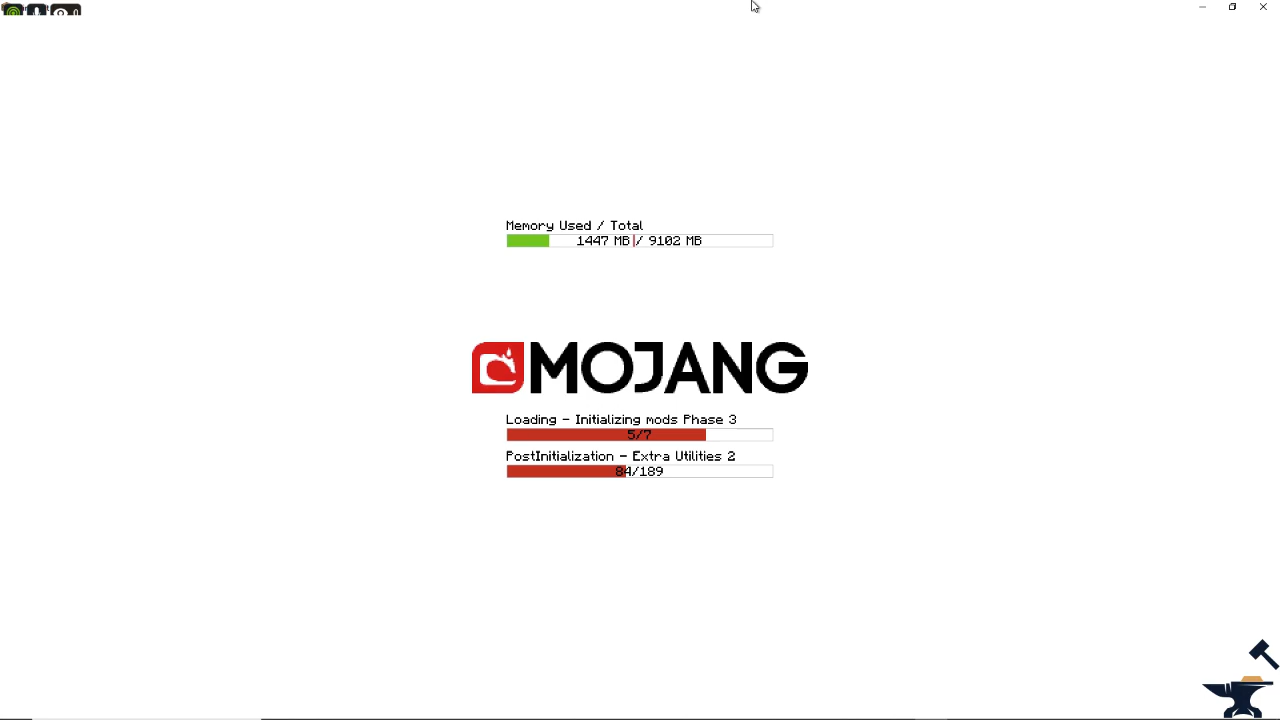 Memory Used / Total
1447 MB / 9102 MB
MOJANG
Loading - Initializing mods Phase 3
5/7
PostInitialization - Extra Utilities 2
84/189